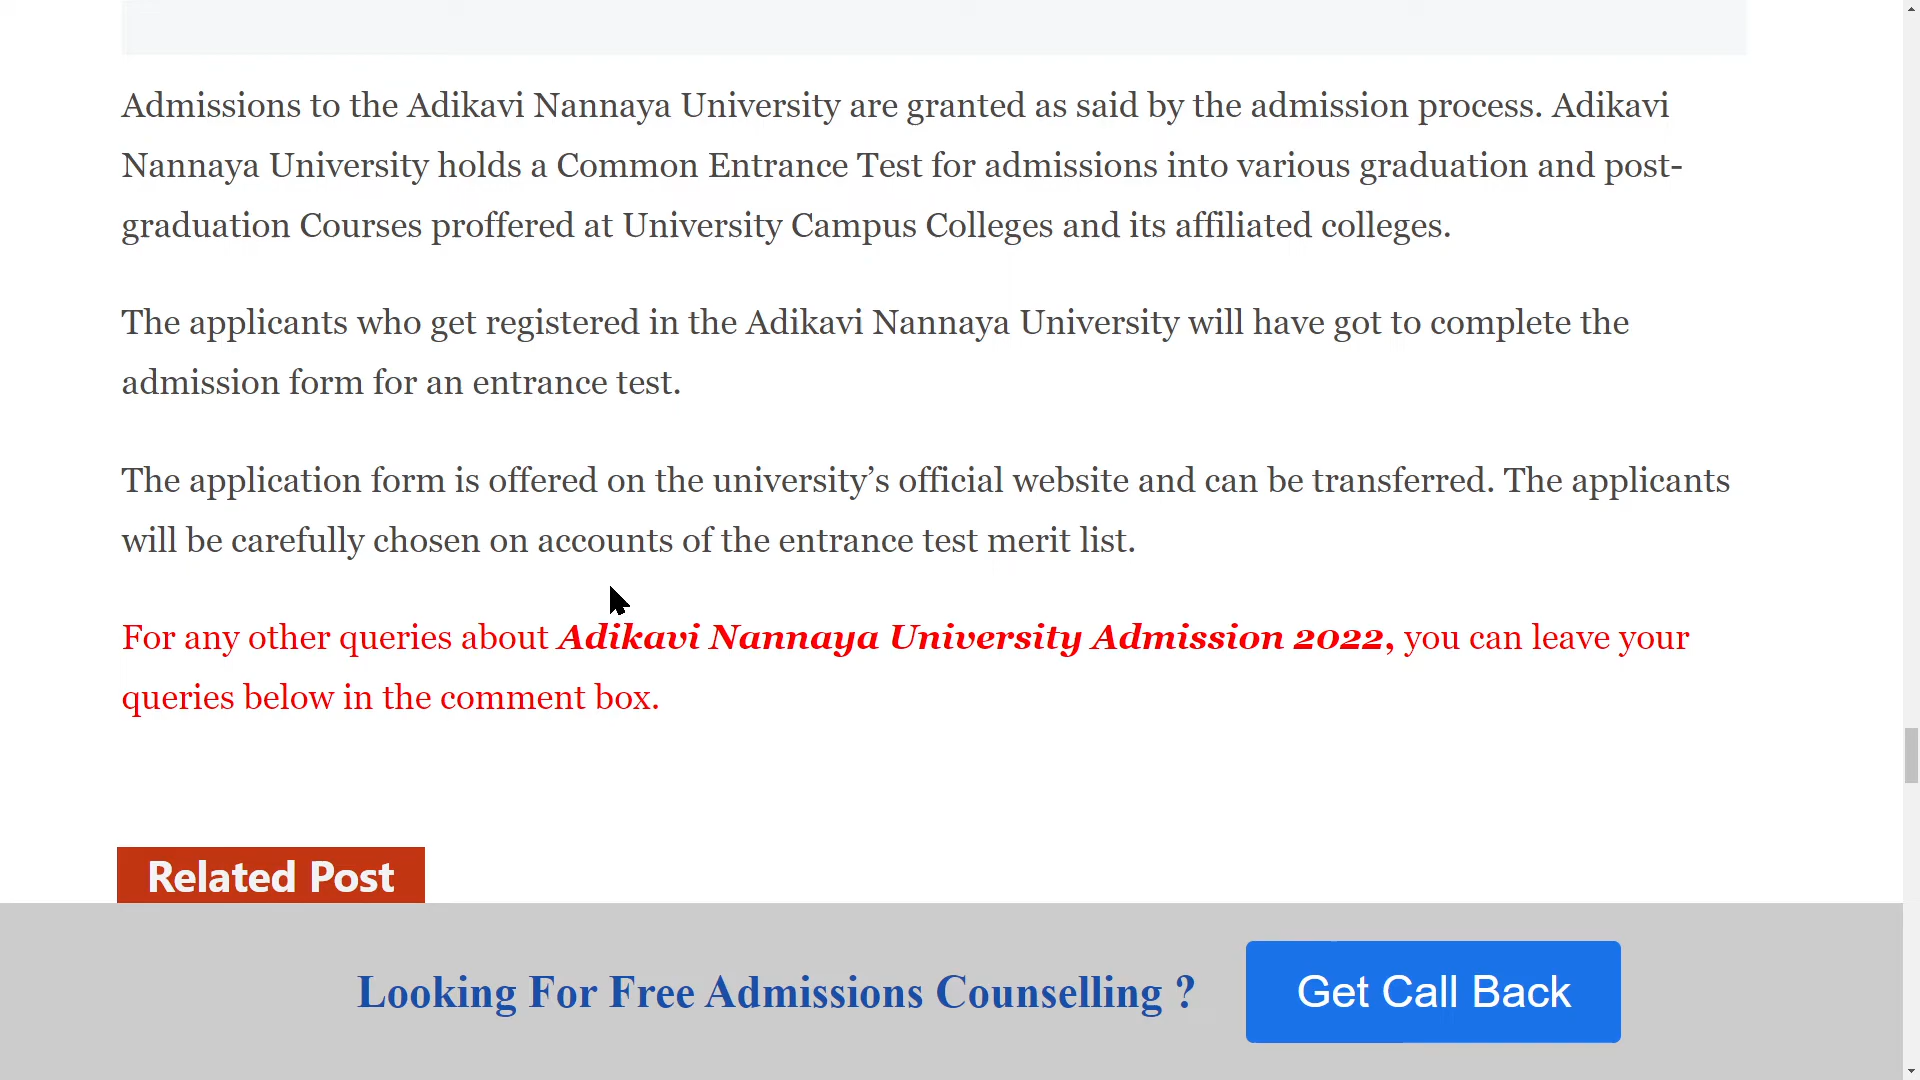 Admissions to the Adikavi Nannaya University are granted as said by the admission process. Adikavi
Nannaya University holds a Common Entrance Test for admissions into various graduation and post-
graduation Courses proffered at University Campus Colleges and its affiliated colleges.
The applicants who get registered in the Adikavi Nannaya University will have got to complete the
admission form for an entrance test.
The application form is offered on the university’s official website and can be transferred. The applicants
will be carefully chosen on accounts of the entrance test merit list.
For any other queries about Adikavi Nannaya University Admission 2022, you can leave your
queries below in the comment box.
Related Post
Looking For Free Admissions Counselling ?
Get Call Back